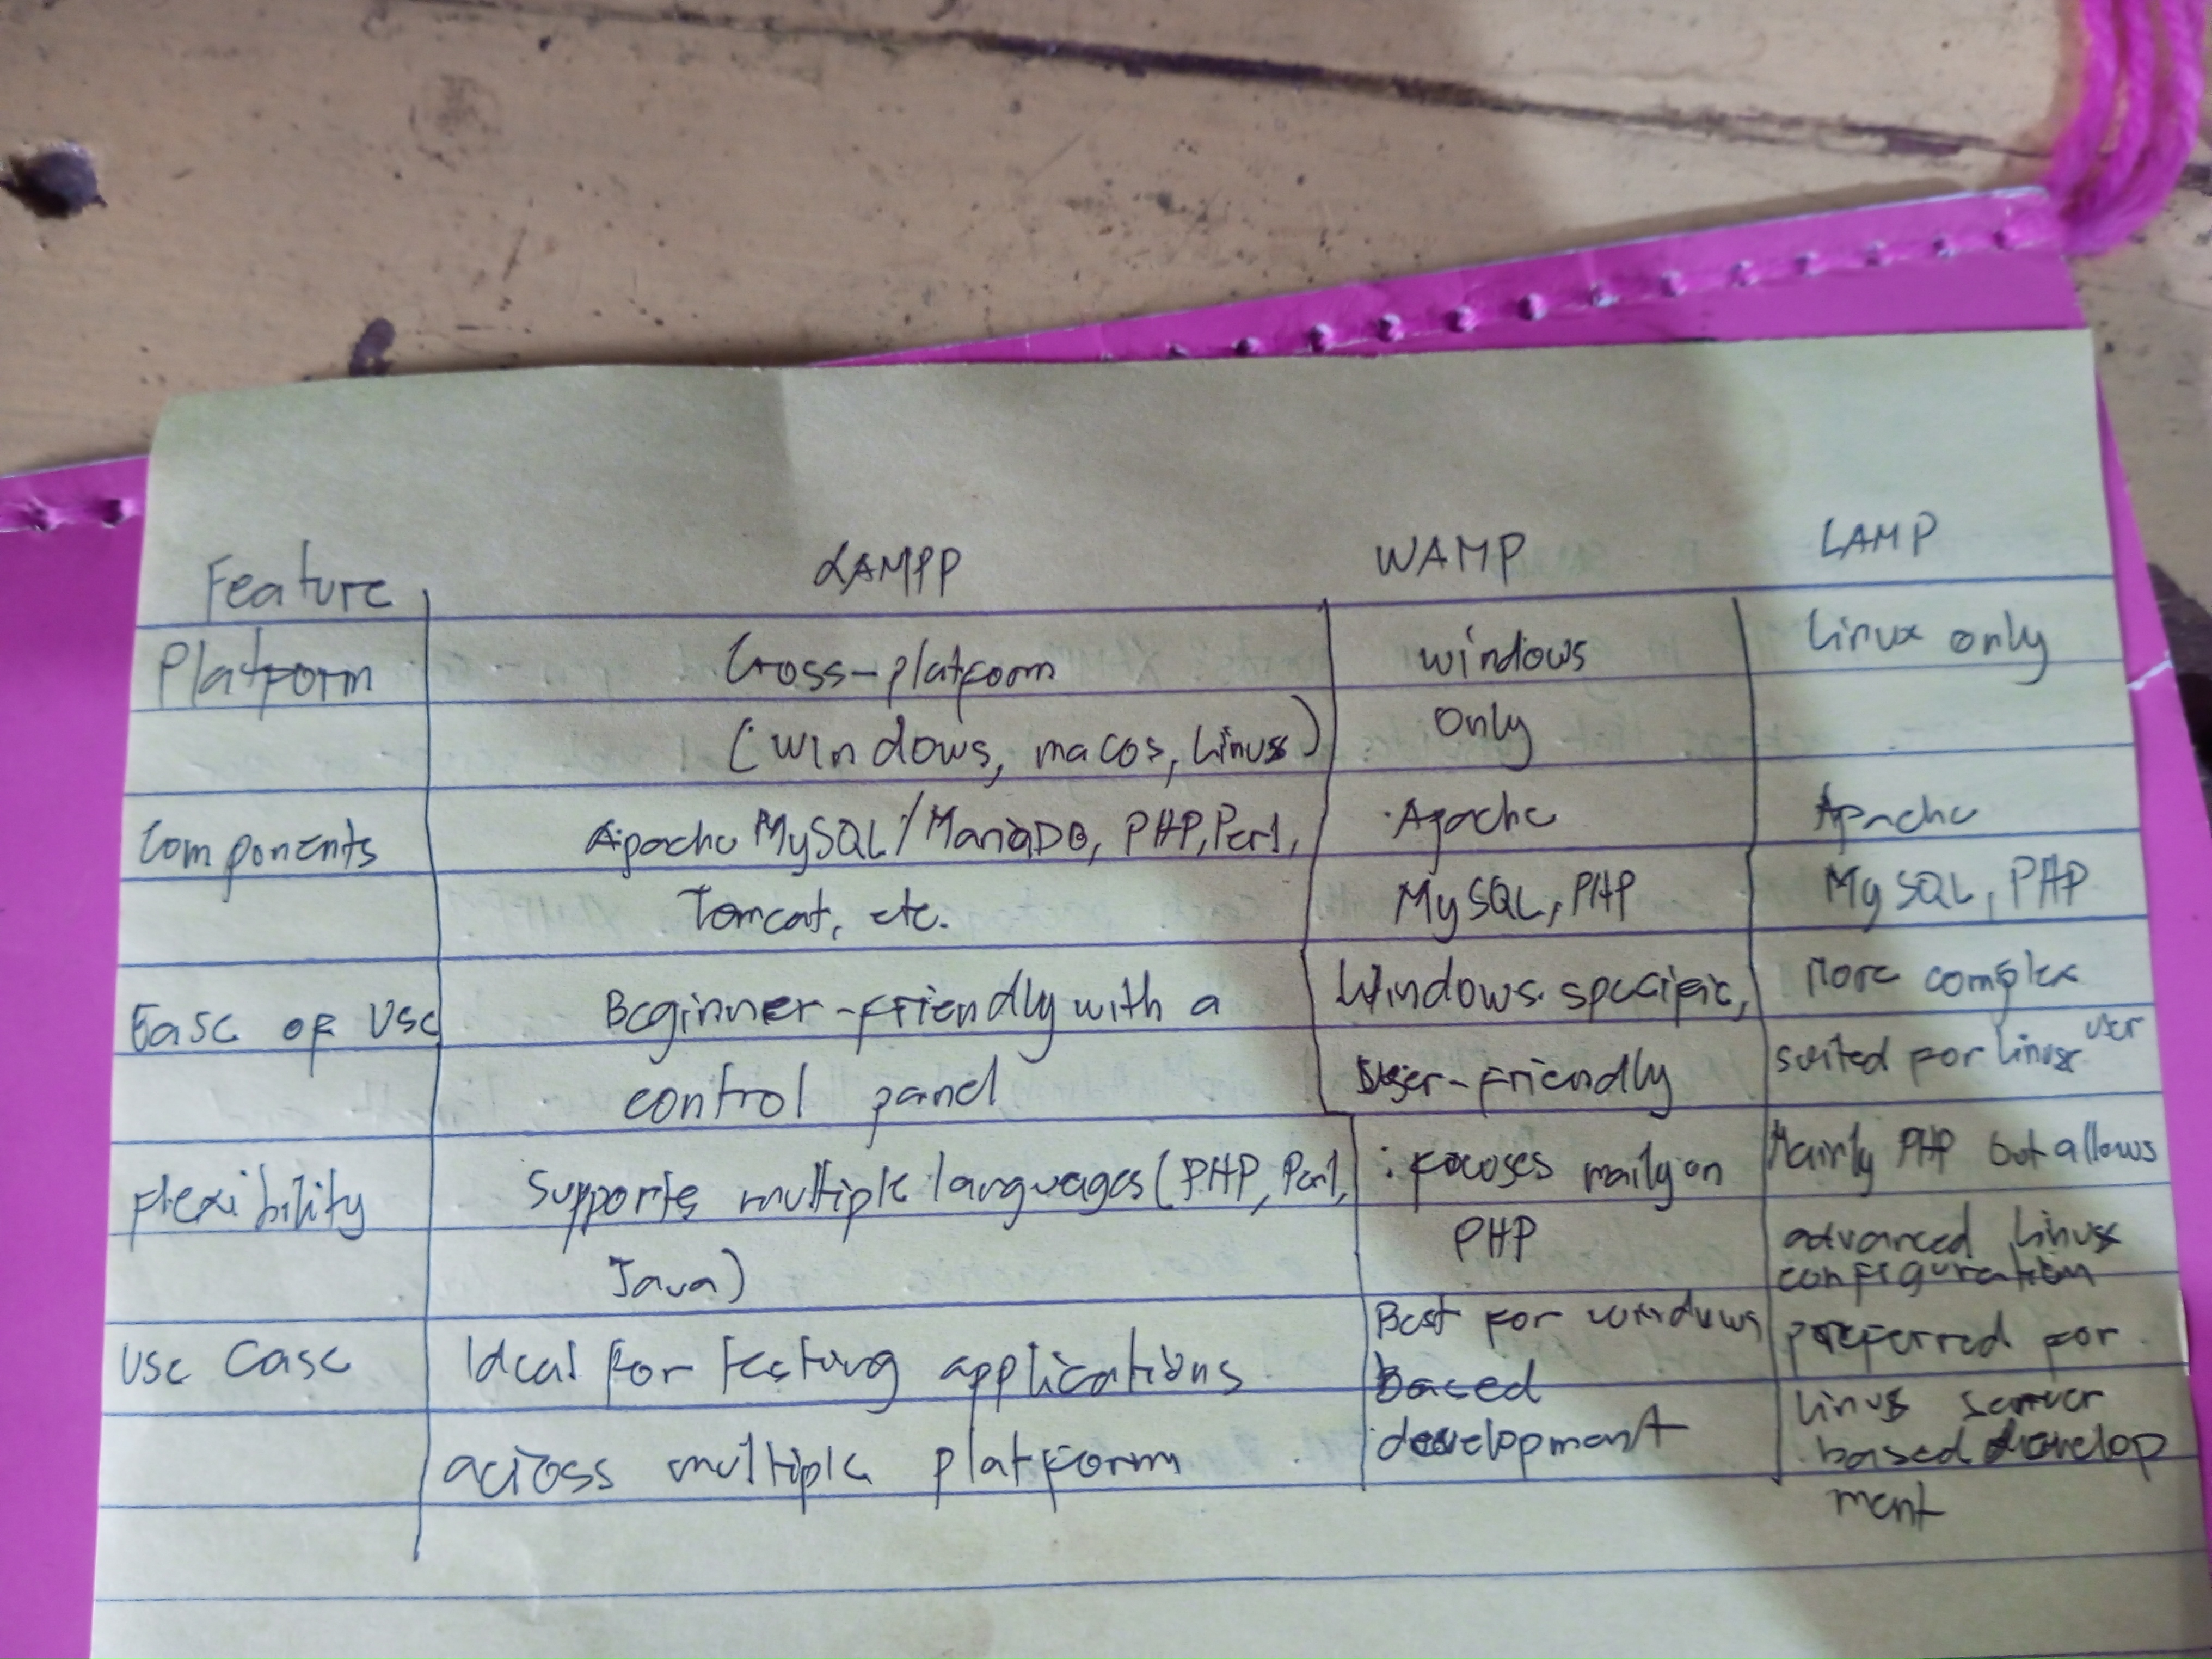 Feature XAMPP WAMP LAMP
Platform Cross-platform windows Linux only
(windows, macos, Linux) Only
Components Apache MySQL/MariaDB, PHP, Perl, Apache Apache
Tomcat, etc. MySQL, PHP MySQL, PHP
Ease of Use Beginner-friendly with a Windows specific, More complex
control panel User-friendly suited for linux user
flexibility Supports multiple languages (PHP, Perl, : focuses maily on Mainly PHP but allows
Java) PHP advanced Linux
configuration
Use Case Ideal for testing applications Best for windows preferred for
across multiple platform based linux server
development based develop
ment